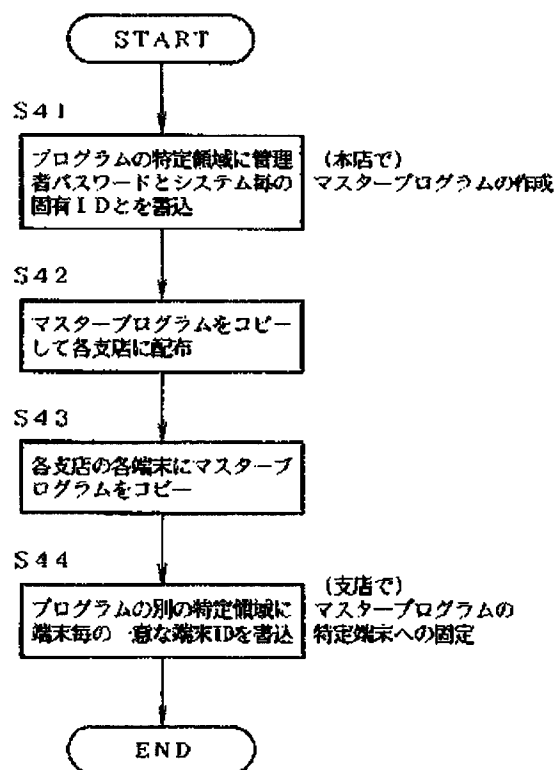 START
S41
プログラムの特定領域に管理
者パスワードとシステム毎の
固有IDとを書込
(本店で)
マスタープログラムの作成
S42
マスタープログラムをコピー
して各支店に配布
S43
各支店の各端末にマスタープ
ログラムをコピー
S44
プログラムの別の特定領域に
端末毎の一意な端末IDを書込
(支店で)
マスタープログラムの
特定端末への固定
END